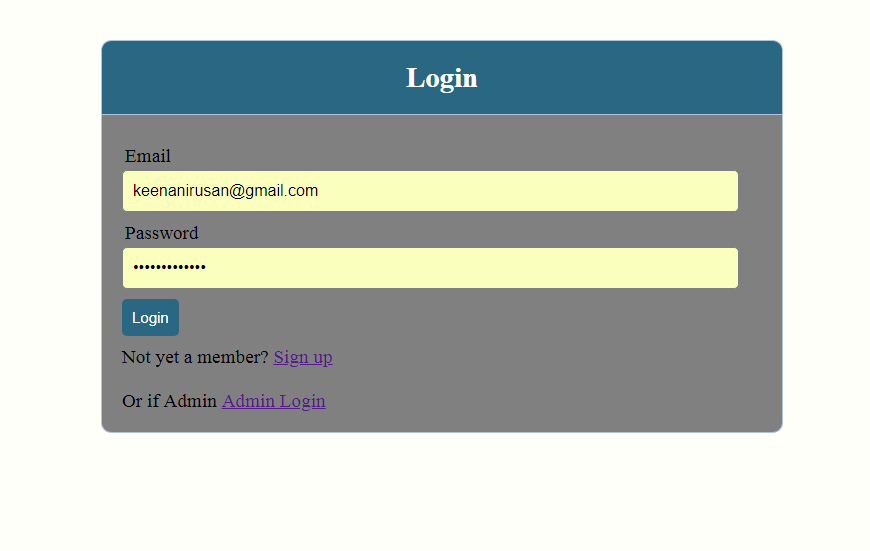 Login
Email
keenanirusan@gmail.com
Password
•••••••••••••
Login
Not yet a member? Sign up
Or if Admin Admin Login